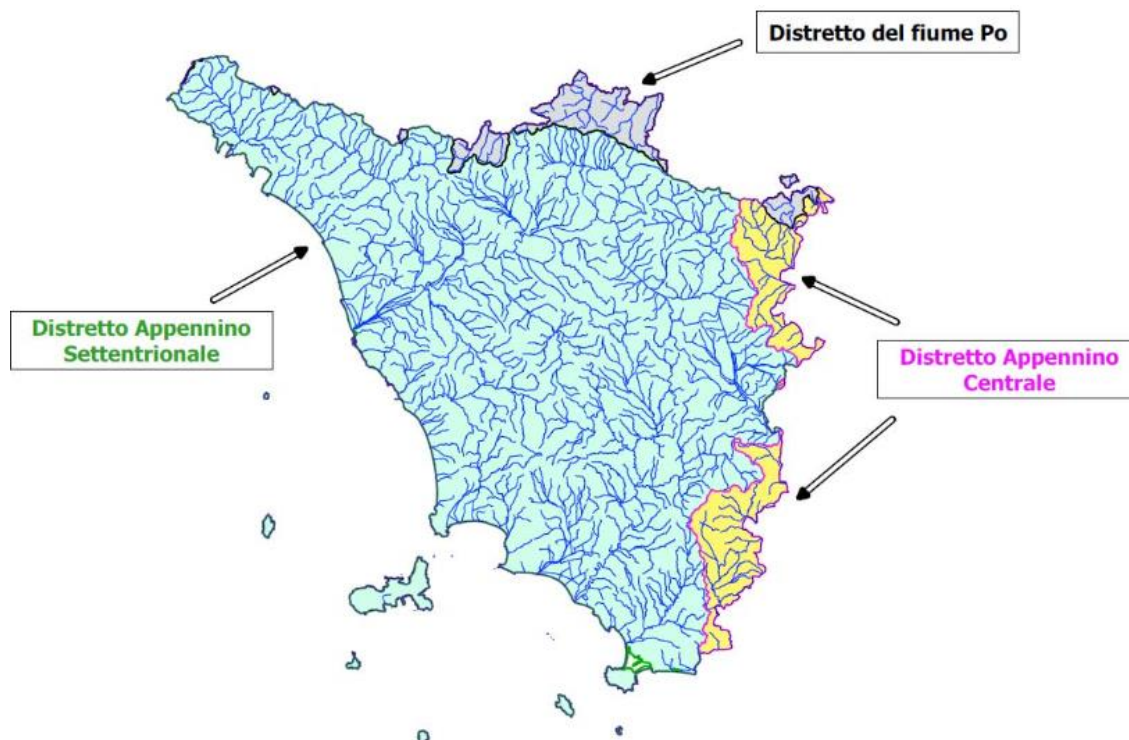 Distretto del fiume Po
Distretto Appennino
Settentrionale
Distretto Appennino
Centrale